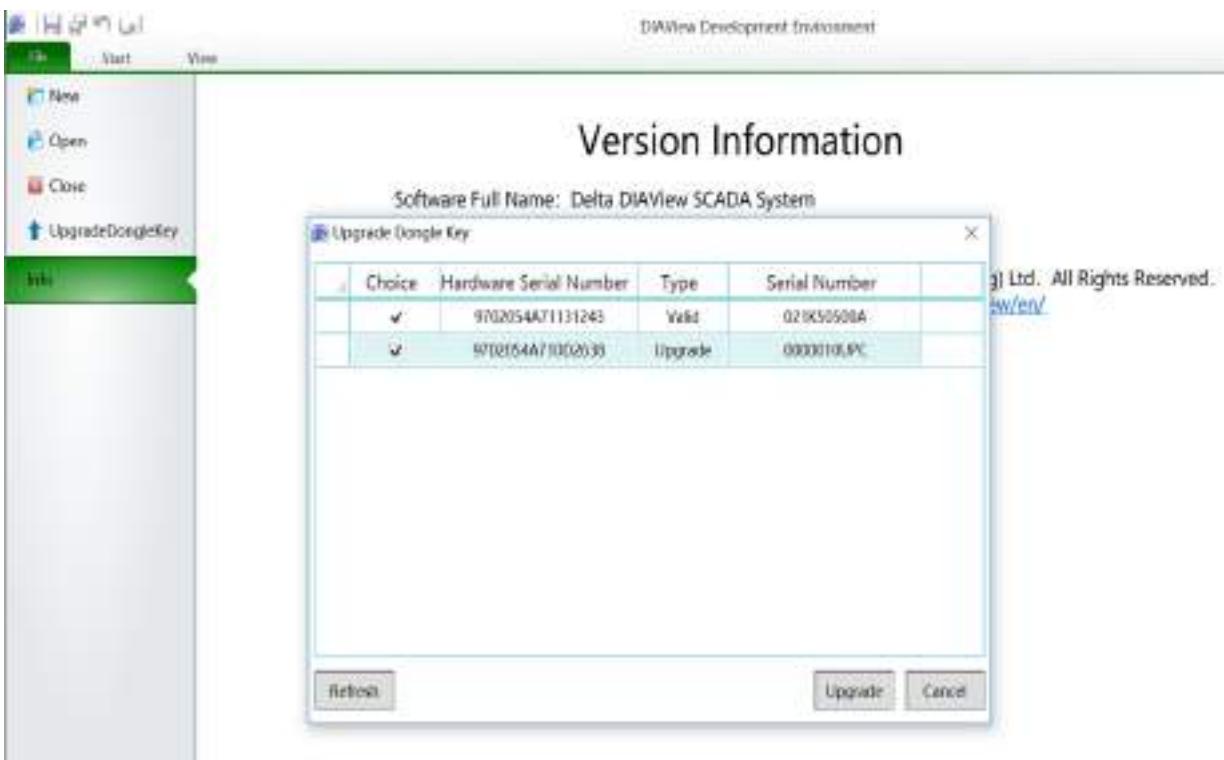 DIAView Development Environment
File Start View
New
Open
Close
UpgradeDongleKey
Info
Version Information
Software Full Name: Delta DIAView SCADA System
g) Ltd. All Rights Reserved.
ew/en/
Upgrade Dongle Key
Choice Hardware Serial Number Type Serial Number
9702054A71131243 Valid
Upgrade
Refresh Upgrade Cancel